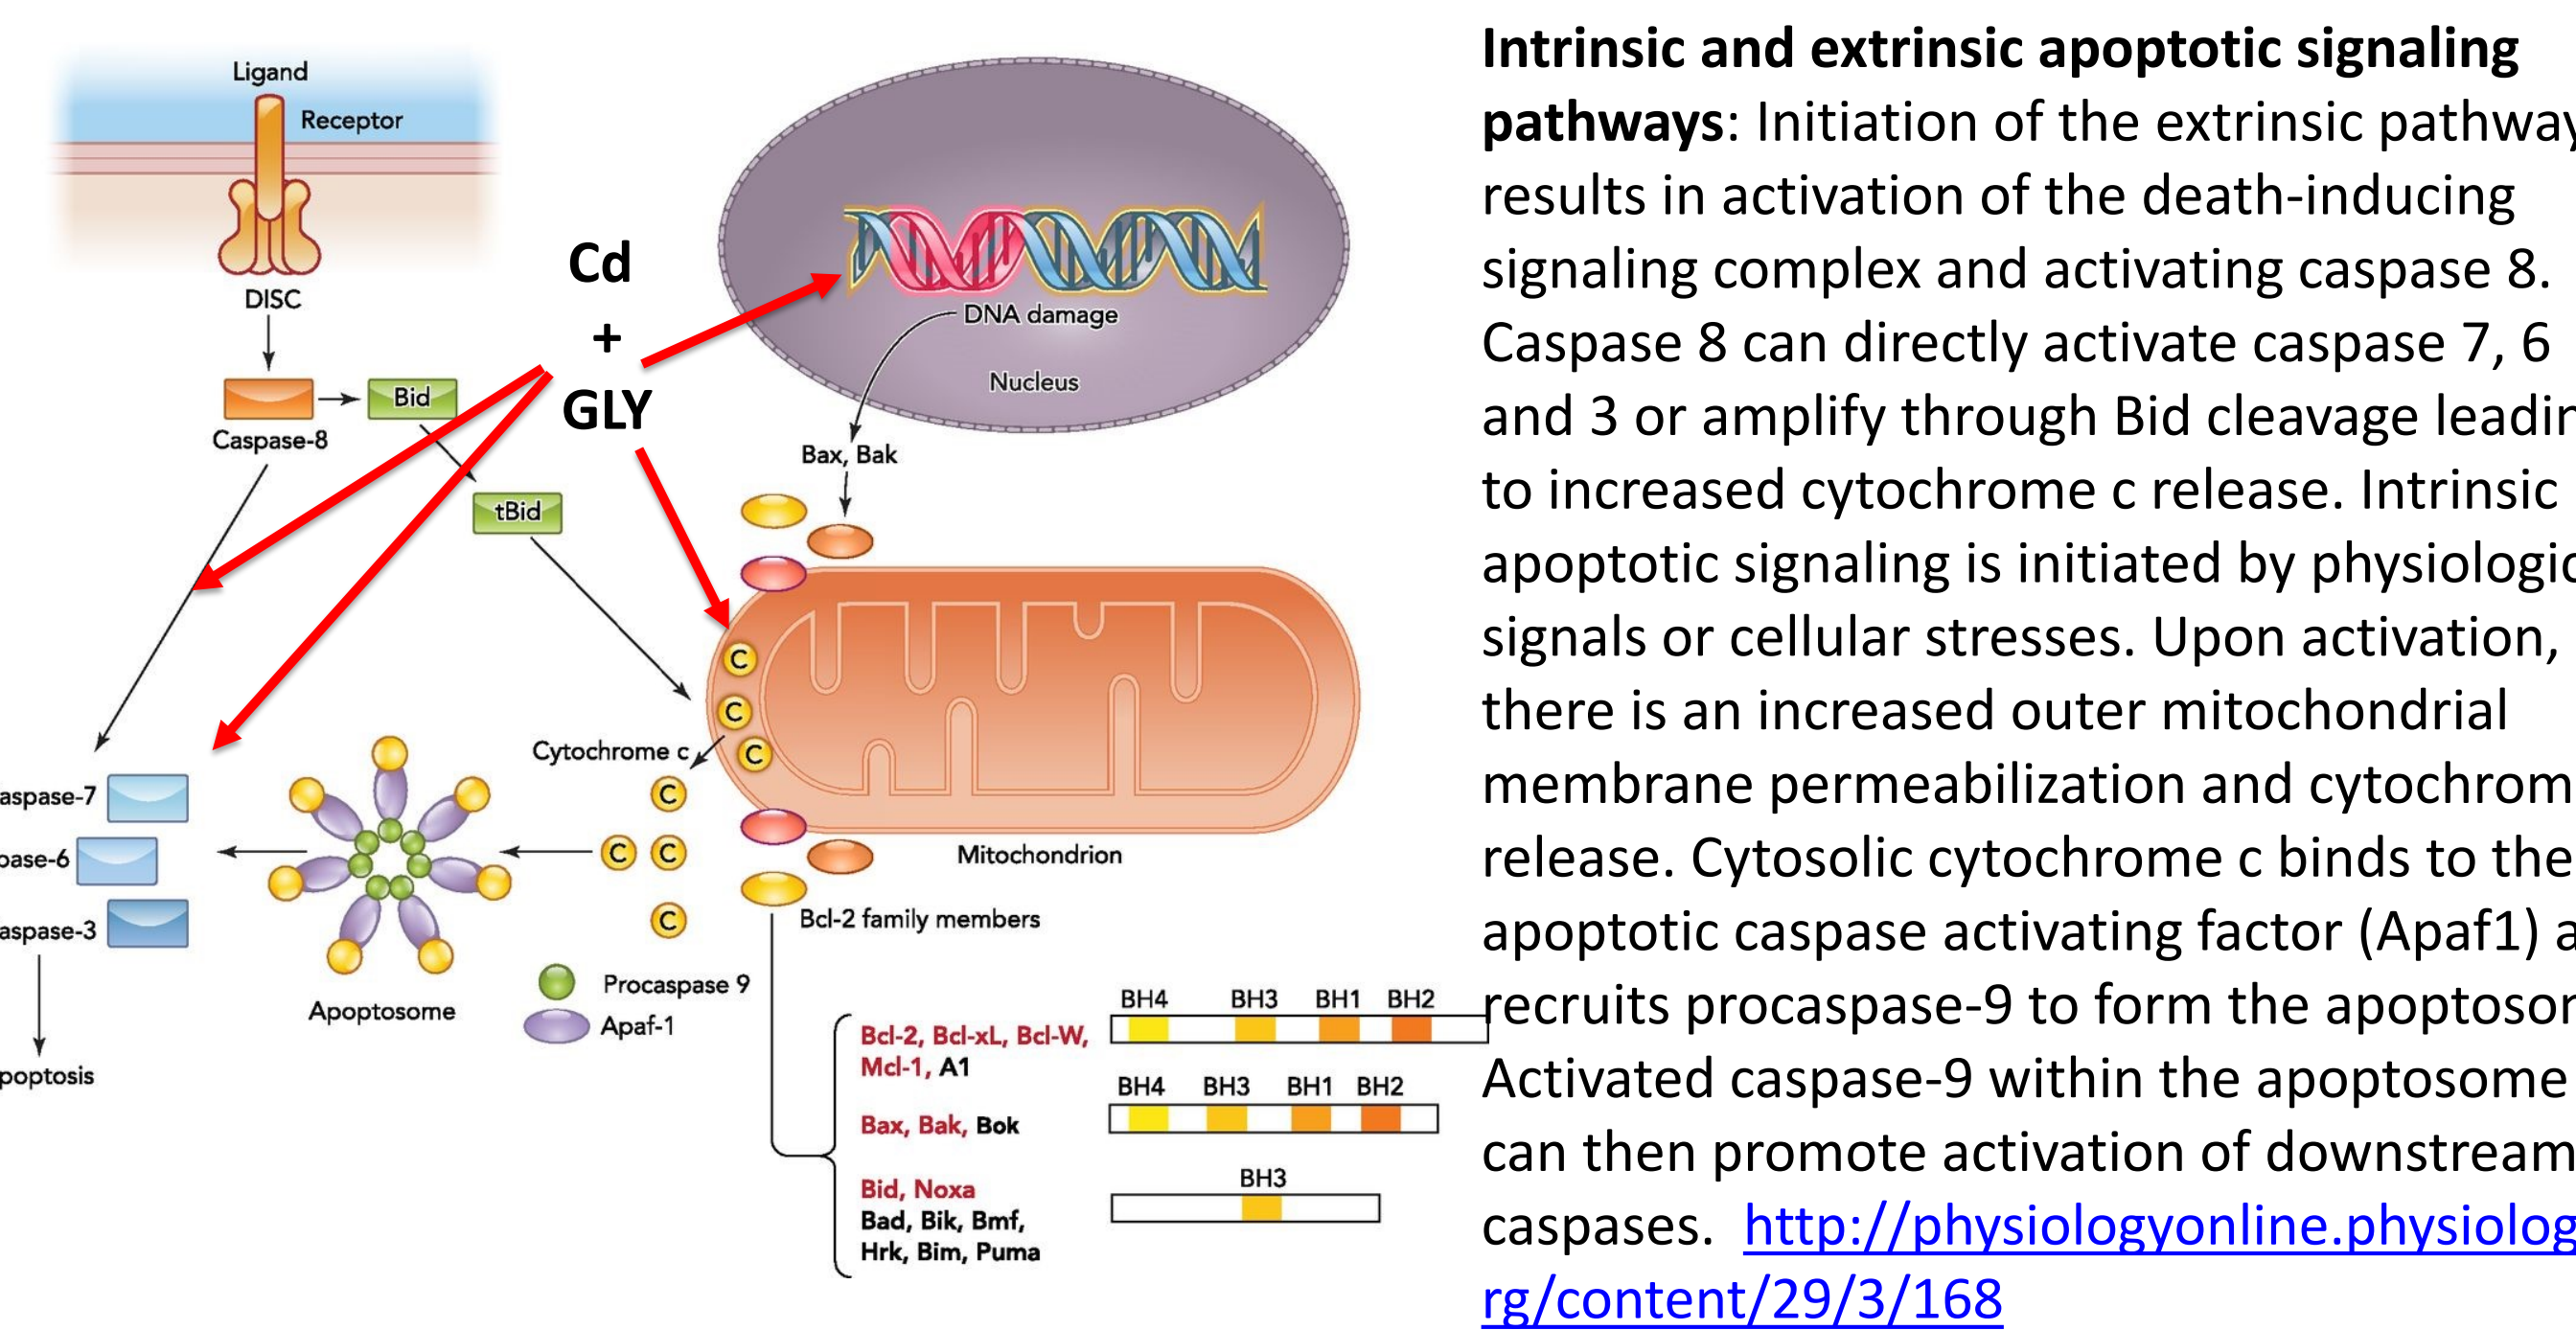 Ligand
Receptor
DISC
Caspase-8
Bid
tBid
Cd
+
GLY
DNA damage
Nucleus
Bax, Bak
C
C
C
Cytochrome c
C
C C
C
Mitochondrion
Bcl-2 family members
aspase-7
pase-6
aspase-3
poptosis
Apoptosome
Procaspase 9
Apaf-1
Bcl-2, Bcl-xL, Bcl-W,
Mcl-1, A1
Bax, Bak, Bok
Bid, Noxa
Bad, Bik, Bmf,
Hrk, Bim, Puma
BH4 BH3 BH1 BH2
BH4 BH3 BH1 BH2
BH3
Intrinsic and extrinsic apoptotic signaling
pathways: Initiation of the extrinsic pathway
results in activation of the death-inducing
signaling complex and activating caspase 8.
Caspase 8 can directly activate caspase 7, 6
and 3 or amplify through Bid cleavage leadin
to increased cytochrome c release. Intrinsic
apoptotic signaling is initiated by physiologic
signals or cellular stresses. Upon activation,
there is an increased outer mitochondrial
membrane permeabilization and cytochrom
release. Cytosolic cytochrome c binds to the
apoptotic caspase activating factor (Apaf1) a
recruits procaspase-9 to form the apoptosor
Activated caspase-9 within the apoptosome
can then promote activation of downstream
caspases. http://physiologyonline.physiolog
rg/content/29/3/168